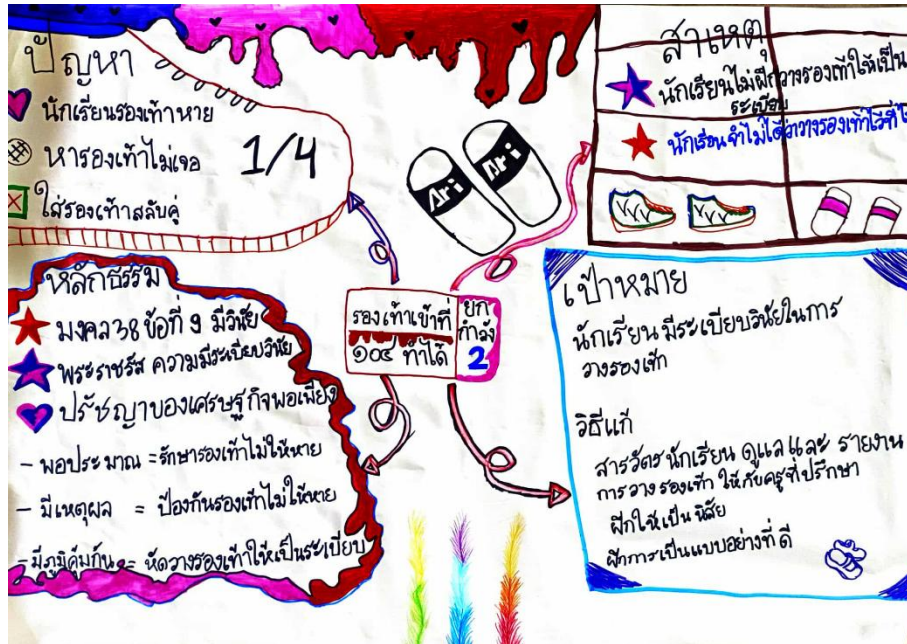 ปัญหา
นักเรียนรองเท้าหาย
หารองเท้าไม่เจอ
ใส่รองเท้าสลับคู่
1/4
Ari
Ari
สาเหตุ
นักเรียนไม่ฝึกวางรองเท้าให้เป็น
ระเบียบ
นักเรียนจำไม่ได้ว่าวางรองเท้าไว้ที่
หลักธรรม
มงคล 38 ข้อที่ 9 มีวินัย
พระราชรัส ความมีระเบียบวินัย
ปรัชญาของเศรษฐกิจพอเพียง
- พอประมาณ = รักษารองเท้าไม่ให้หาย
- มีเหตุผล = ป้องกันรองเท้าไม่ให้หาย
- มีภูมิคุ้มกัน = หัดวางรองเท้าให้เป็นระเบียบ
รองเท้าเข้าที่
๑๐๔ ทำได้
ยก
กำลัง
2
เป้าหมาย
นักเรียน มีระเบียบวินัยในการ
วางรองเท้า
วิธีแก้
สารวัตรนักเรียน ดูแล และ รายงาน
การวางรองเท้า ให้กับครูที่ปรึกษา
ฝึกให้เป็นนิสัย
ฝึกการเป็นแบบอย่างที่ดี